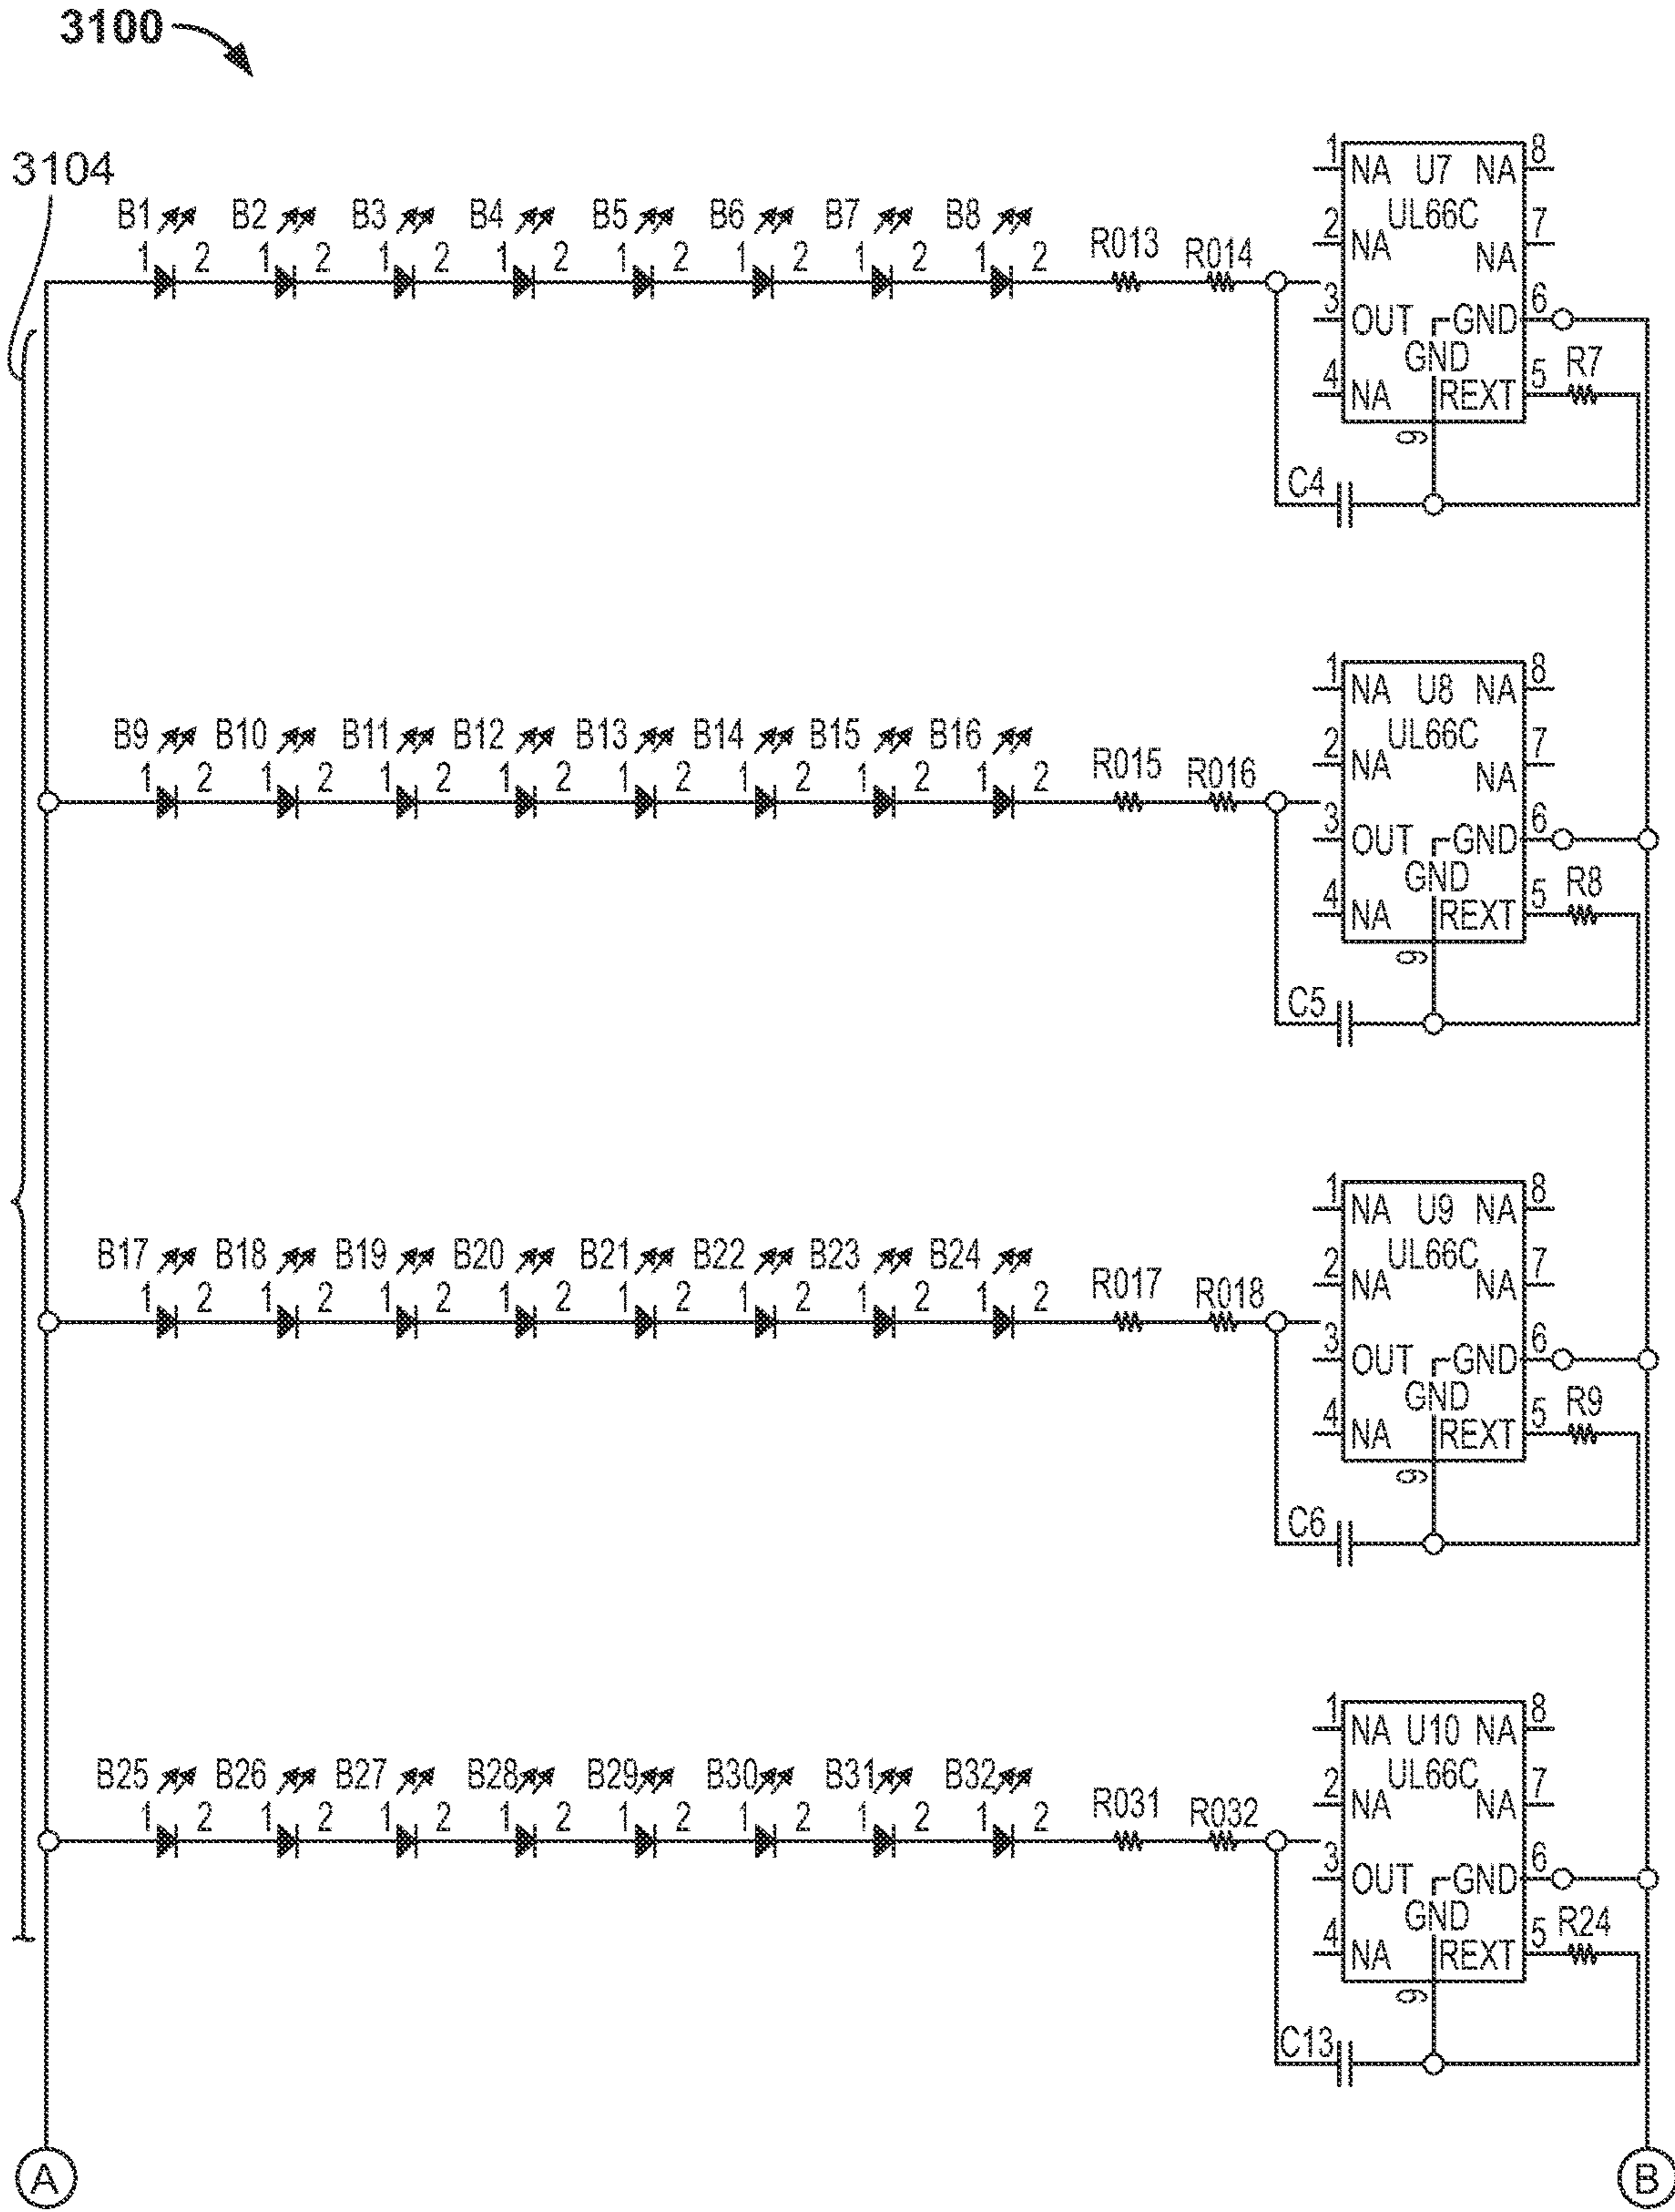 3100
3104
B1 B2 B3 B4 B5 B6 B7 B8 R013 R014
1 2 1 2 1 2 1 2 1 2 1 2 1 2 1 2
1 NA U7 NA 8
UL66C
2 NA NA 7
3 OUT GND 6
GND
4 NA REXT 5 R7
9
C4
B9 B10 B11 B12 B13 B14 B15 B16 R015 R016
1 2 1 2 1 2 1 2 1 2 1 2 1 2 1 2
1 NA U8 NA 8
UL66C
2 NA NA 7
3 OUT GND 6
GND
4 NA REXT 5 R8
9
C5
B17 B18 B19 B20 B21 B22 B23 B24 R017 R018
1 2 1 2 1 2 1 2 1 2 1 2 1 2 1 2
1 NA U9 NA 8
UL66C
2 NA NA 7
3 OUT GND 6
GND
4 NA REXT 5 R9
9
C6
B25 B26 B27 B28 B29 B30 B31 B32 R031 R032
1 2 1 2 1 2 1 2 1 2 1 2 1 2 1 2
1 NA U10 NA 8
UL66C
2 NA NA 7
3 OUT GND 6
GND
4 NA REXT 5 R24
9
C13
A B